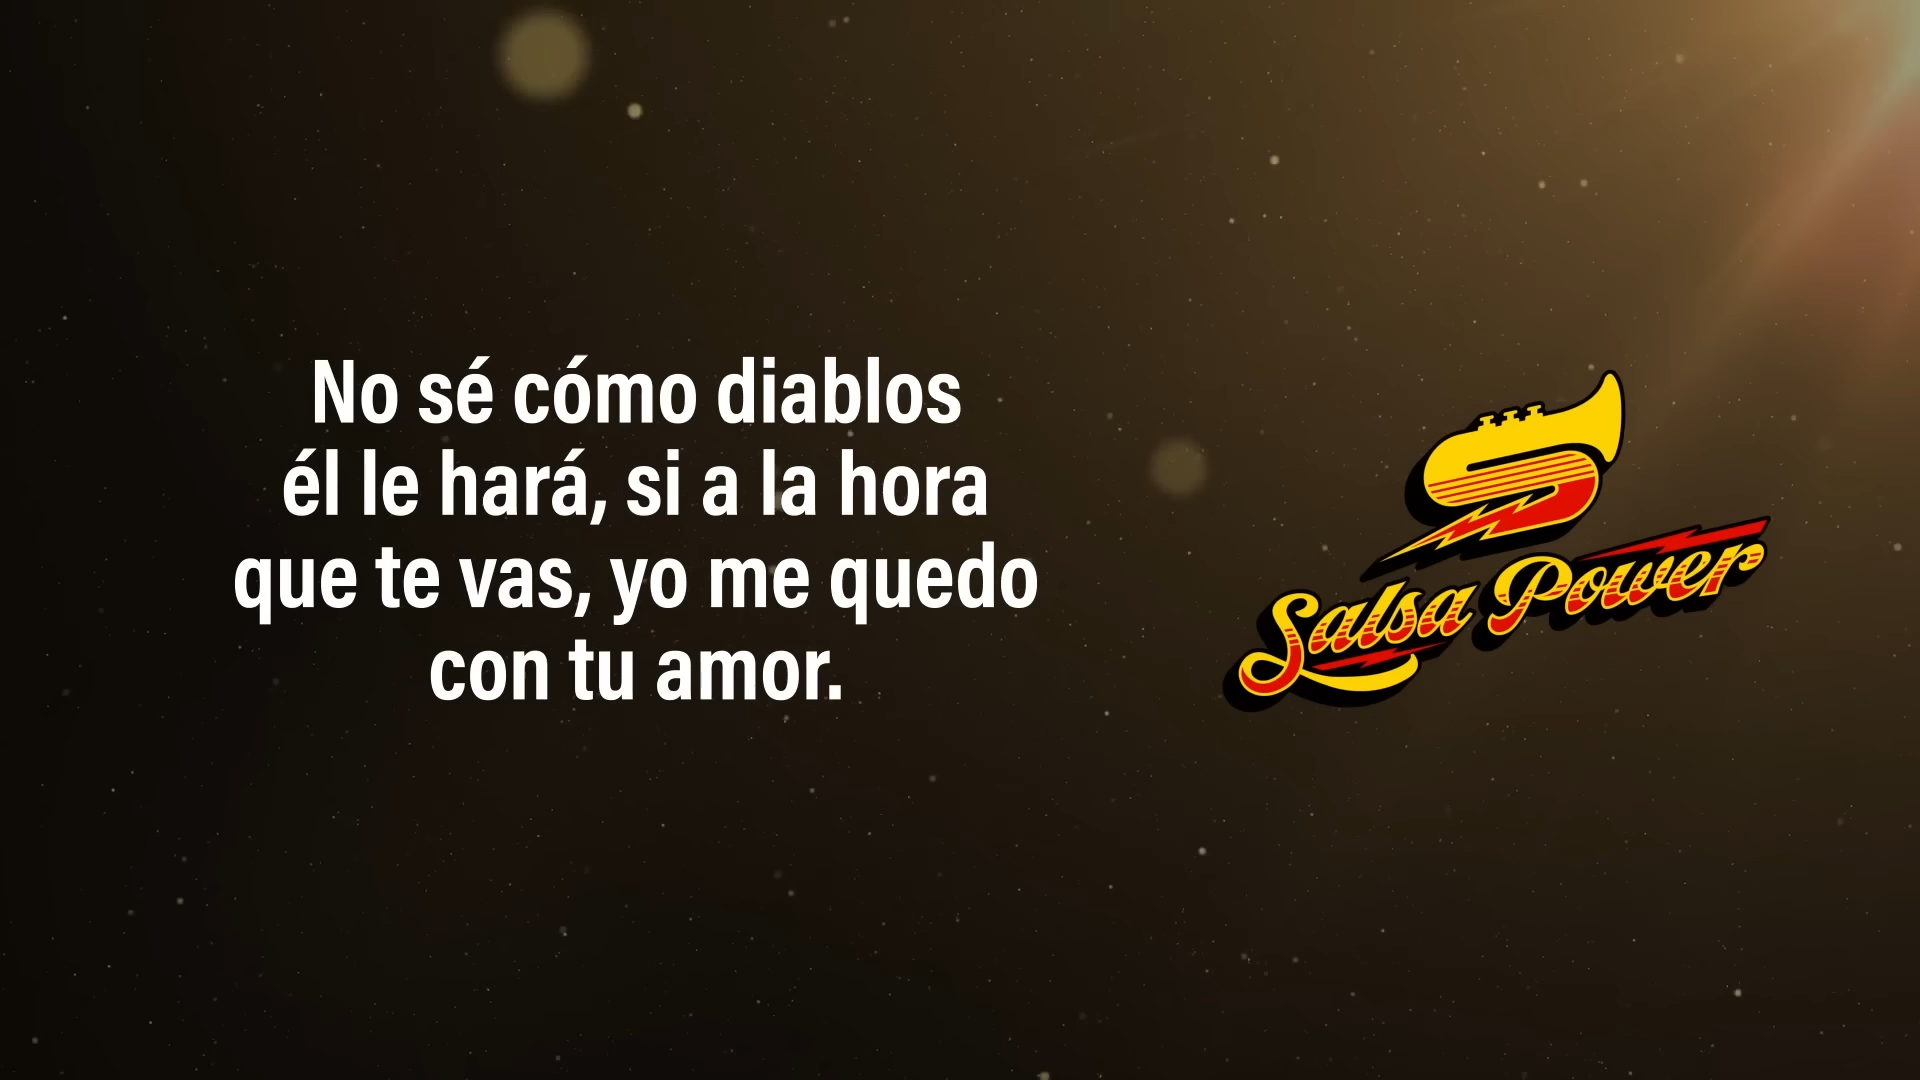 No sé cómo diablos
él le hará, si a la hora
que te vas, yo me quedo
con tu amor.
Salsa Power